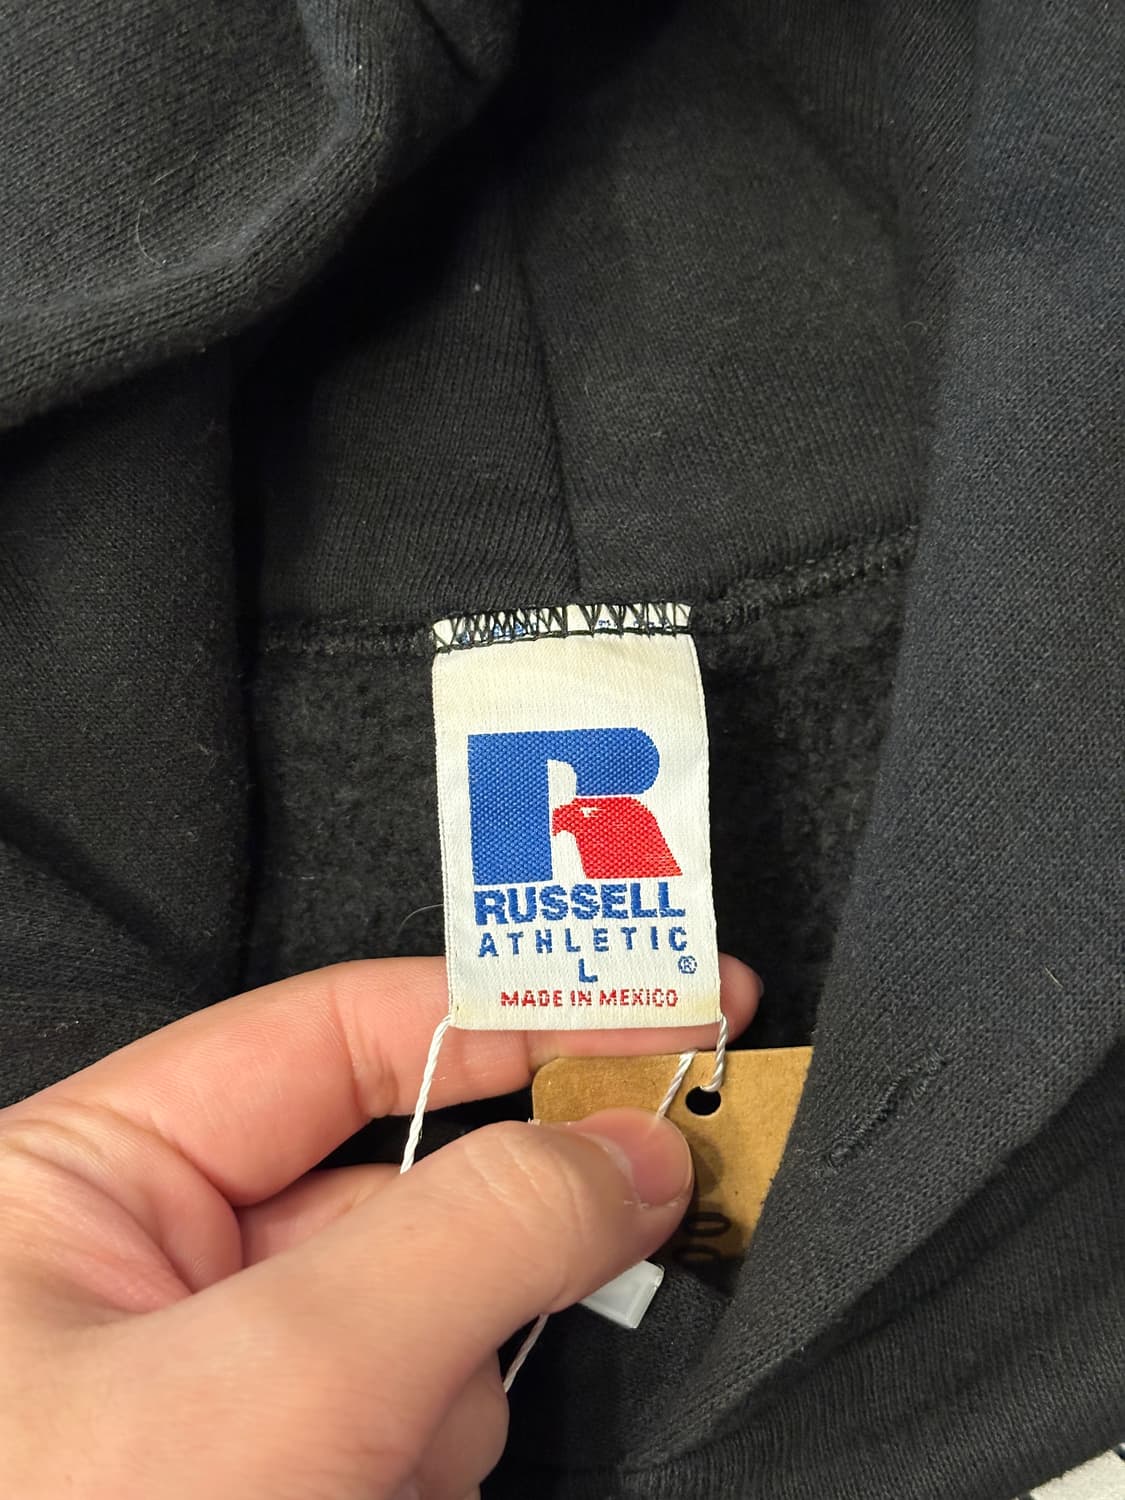 RUSSELL
ATHLETIC
®
L
MADE IN MEXICO